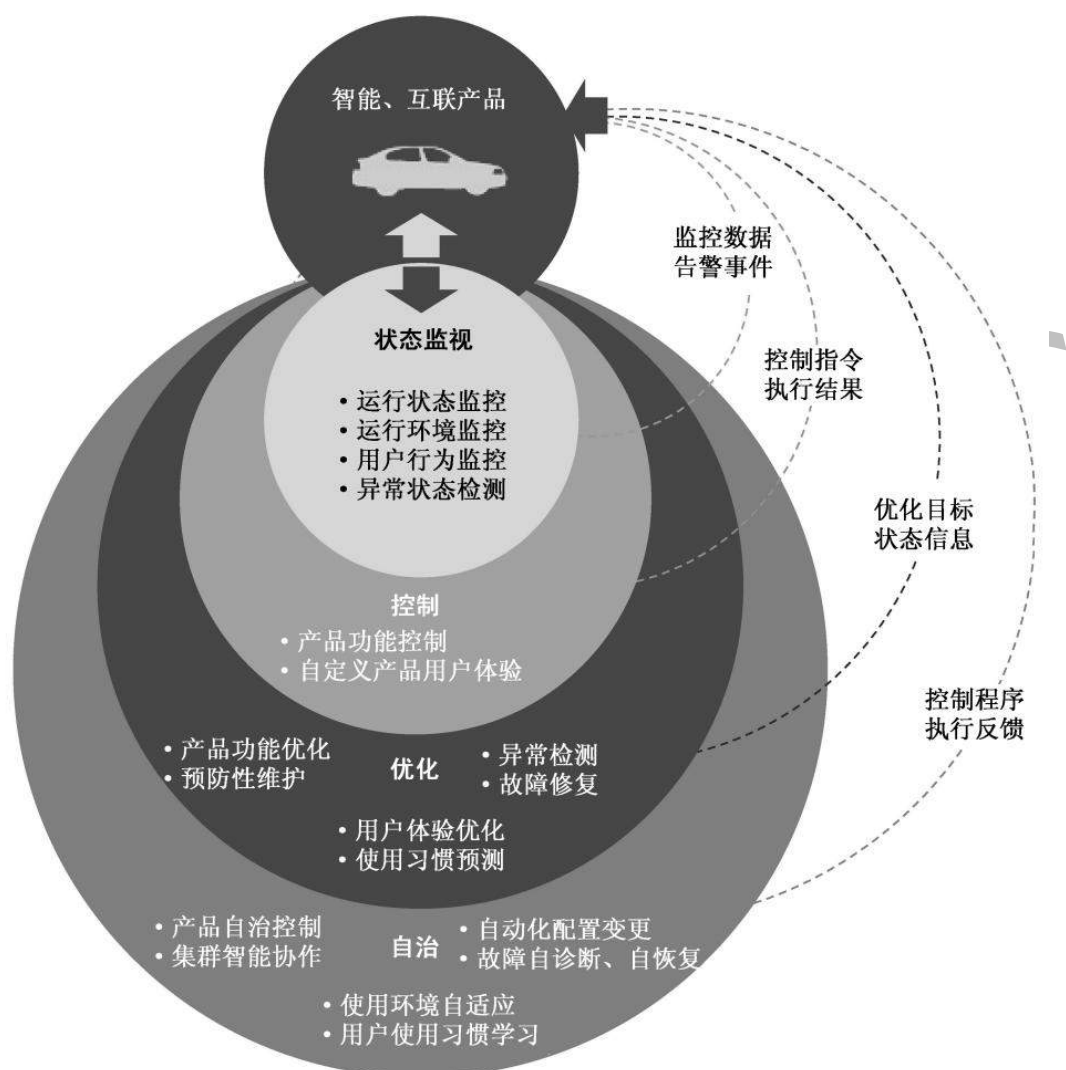 智能、互联产品
监控数据
告警事件
状态监视
• 运行状态监控
• 运行环境监控
• 用户行为监控
• 异常状态检测
控制指令
执行结果
优化目标
状态信息
控制
• 产品功能控制
• 自定义产品用户体验
控制程序
执行反馈
• 产品功能优化
• 预防性维护
优化
• 异常检测
• 故障修复
• 用户体验优化
• 使用习惯预测
• 产品自治控制
• 集群智能协作
自治
• 自动化配置变更
• 故障自诊断、自恢复
• 使用环境自适应
• 用户使用习惯学习